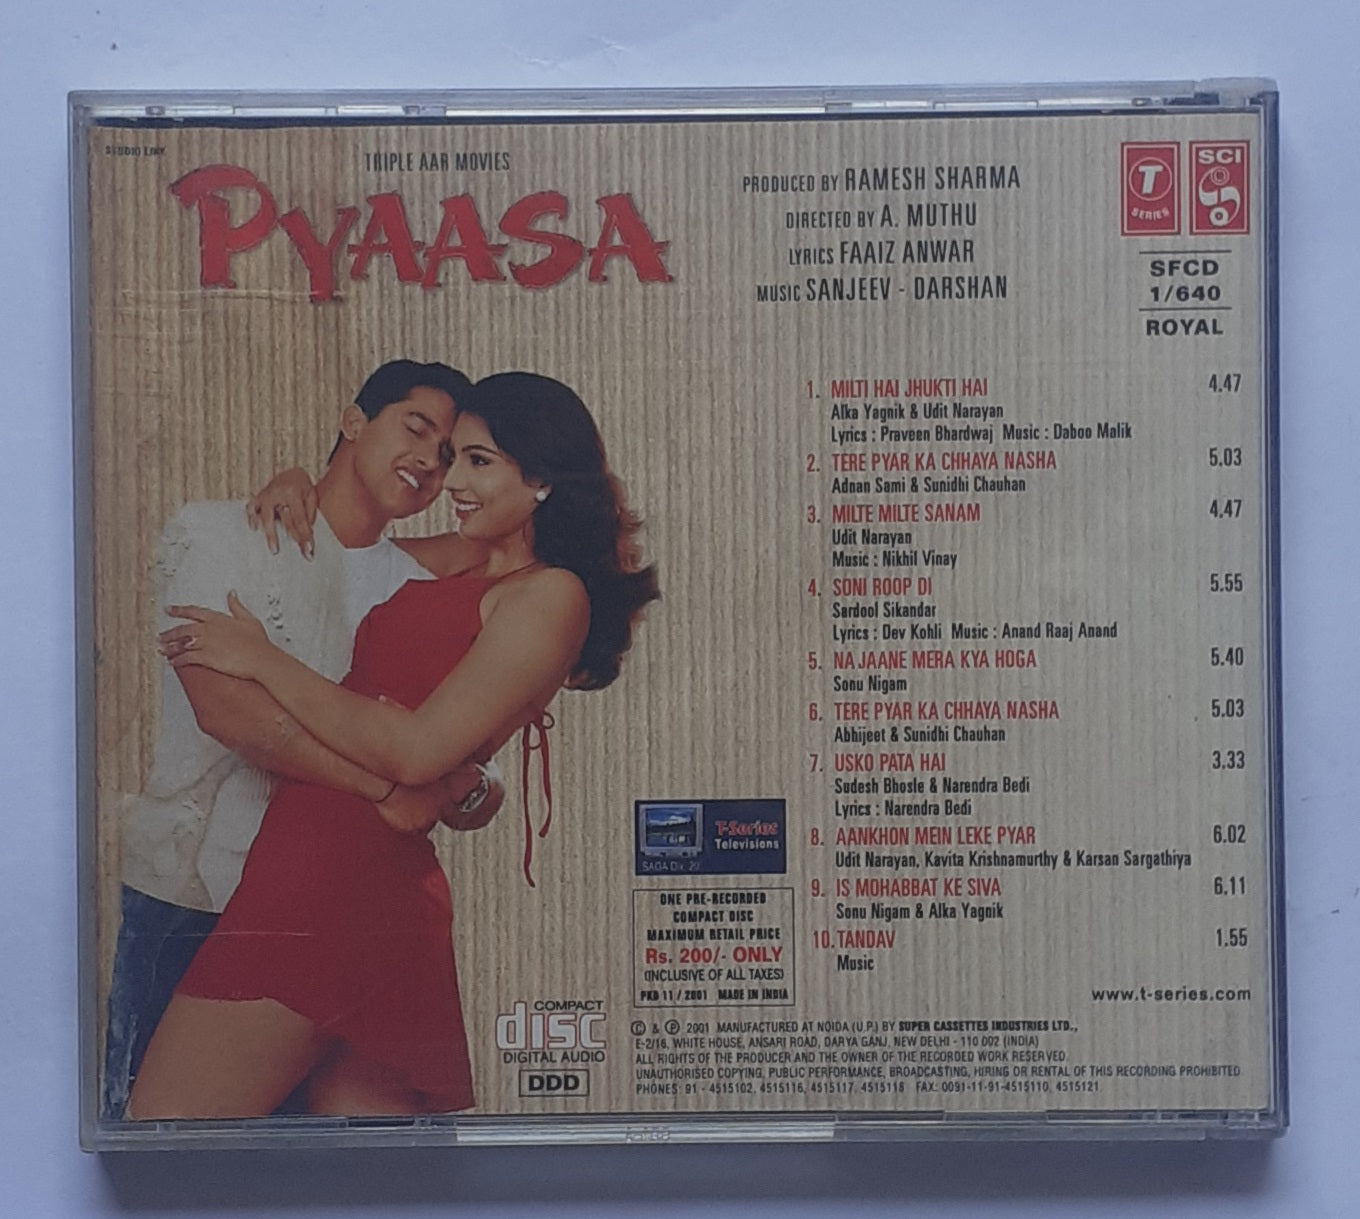 STUDIO LINK
TRIPLE AAR MOVIES
PYAASA
PRODUCED BY RAMESH SHARMA
DIRECTED BY A. MUTHU
LYRICS FAAIZ ANWAR
MUSIC SANJEEV - DARSHAN
T
SERIES
SCI
SFCD
1/640
ROYAL
1. MILTI HAI JHUKTI HAI 4.47
Alka Yagnik & Udit Narayan
Lyrics : Praveen Bhardwaj Music : Daboo Malik
2. TERE PYAR KA CHHAYA NASHA 5.03
Adnan Sami & Sunidhi Chauhan
3. MILTE MILTE SANAM 4.47
Udit Narayan
Music : Nikhil Vinay
4. SONI ROOP DI 5.55
Sardool Sikandar
Lyrics : Dev Kohli Music : Anand Raaj Anand
5. NA JAANE MERA KYA HOGA 5.40
Sonu Nigam
6. TERE PYAR KA CHHAYA NASHA 5.03
Abhijeet & Sunidhi Chauhan
7. USKO PATA HAI 3.33
Sudesh Bhosle & Narendra Bedi
Lyrics : Narendra Bedi
8. AANKHON MEIN LEKE PYAR 6.02
Udit Narayan, Kavita Krishnamurthy & Karsan Sargathiya
9. IS MOHABBAT KE SIVA 6.11
Sonu Nigam & Alka Yagnik
10. TANDAV 1.55
Music
www.t-series.com
T-Series
Televisions
SAGA Div. 20
ONE PRE-RECORDED
COMPACT DISC
MAXIMUM RETAIL PRICE
Rs. 200/- ONLY
(INCLUSIVE OF ALL TAXES)
PKD 11 / 2001 MADE IN INDIA
COMPACT
disc
DIGITAL AUDIO
DDD
© & ℗ 2001 MANUFACTURED AT NOIDA (U.P.) BY SUPER CASSETTES INDUSTRIES LTD.,
E-2/16, WHITE HOUSE, ANSARI ROAD, DARYA GANJ, NEW DELHI - 110 002 (INDIA)
ALL RIGHTS OF THE PRODUCER AND THE OWNER OF THE RECORDED WORK RESERVED.
UNAUTHORISED COPYING, PUBLIC PERFORMANCE, BROADCASTING, HIRING OR RENTAL OF THIS RECORDING PROHIBITED.
PHONES: 91 - 4515102, 4515116, 4515117, 4515118 FAX: 0091-11-91-4515110, 4515121.